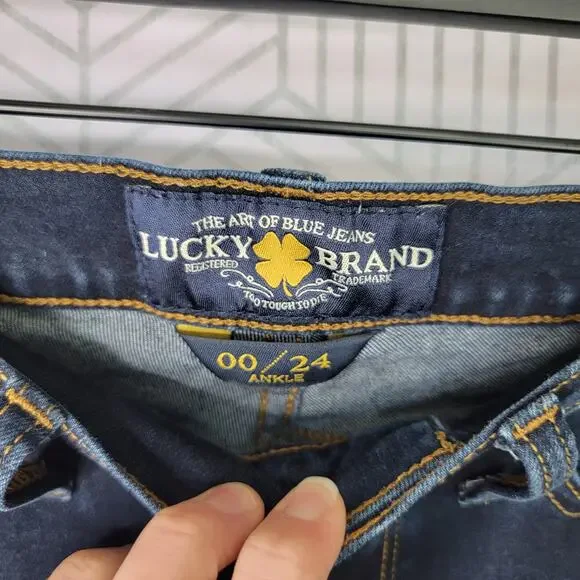 THE ART OF BLUE JEANS
LUCKY BRAND
REGISTERED TRADEMARK
TOO TOUGH TO DIE
00/24
ANKLE